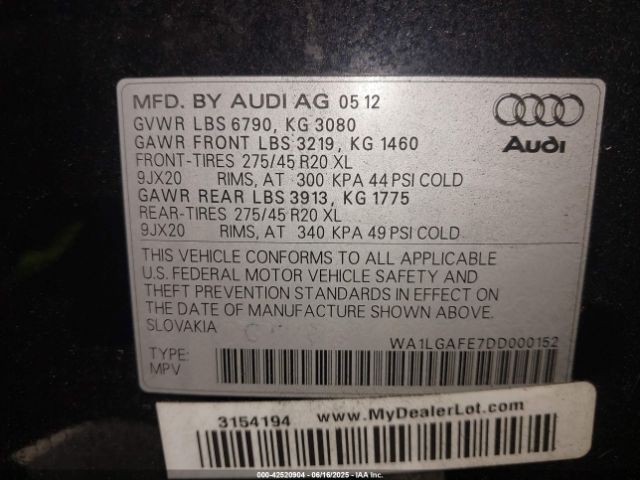 MFD. BY AUDI AG 05 12
GVWR LBS 6790, KG 3080
GAWR FRONT LBS 3219, KG 1460
FRONT-TIRES 275/45 R20 XL
9JX20 RIMS, AT 300 KPA 44 PSI COLD
GAWR REAR LBS 3913, KG 1775
REAR-TIRES 275/45 R20 XL
9JX20 RIMS, AT 340 KPA 49 PSI COLD
Audi
THIS VEHICLE CONFORMS TO ALL APPLICABLE
U.S. FEDERAL MOTOR VEHICLE SAFETY AND
THEFT PREVENTION STANDARDS IN EFFECT ON
THE DATE OF MANUFACTURE SHOWN ABOVE.
SLOVAKIA
WA1LGAFE7DD000152
TYPE:
MPV
3154194 www.MyDealerLot.com
000-42520904 - 06/16/2025 - IAA Inc.